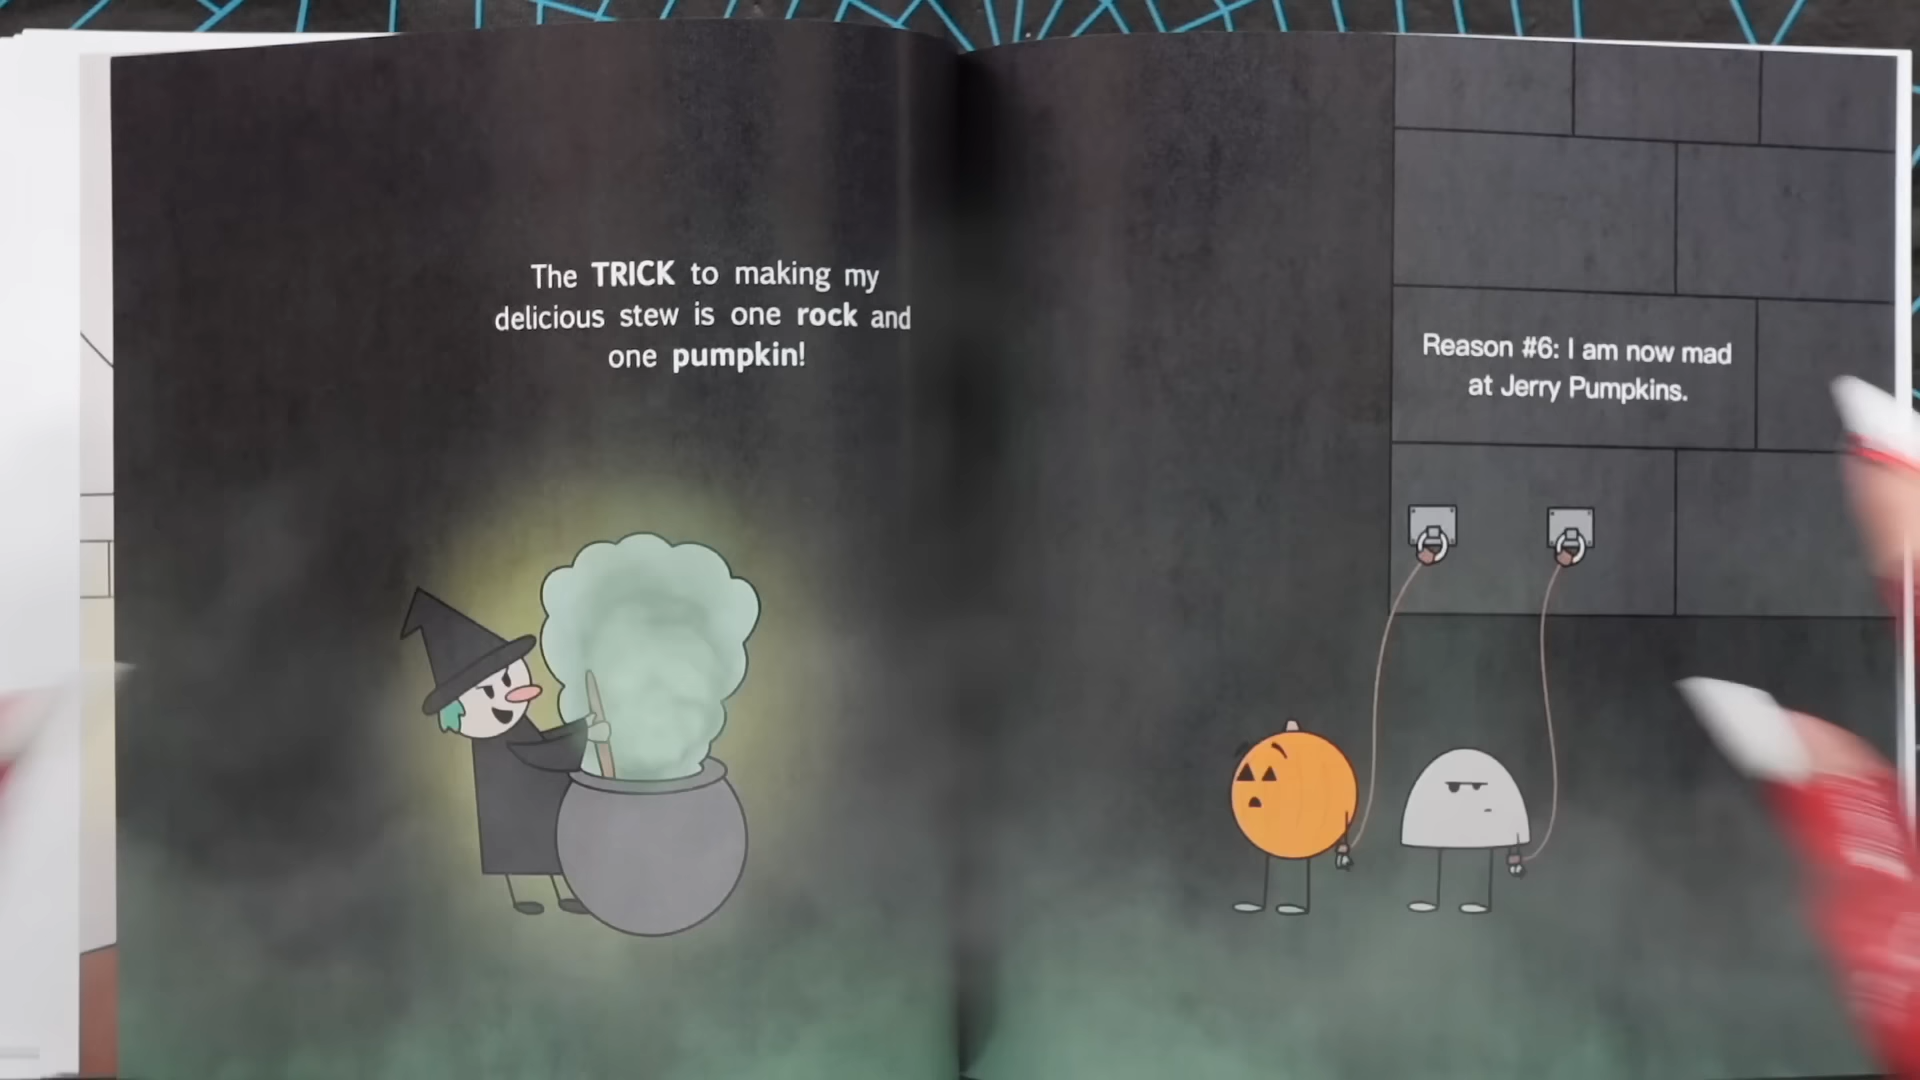 The TRICK to making my
delicious stew is one rock and
one pumpkin!
Reason #6: I am now mad
at Jerry Pumpkins.